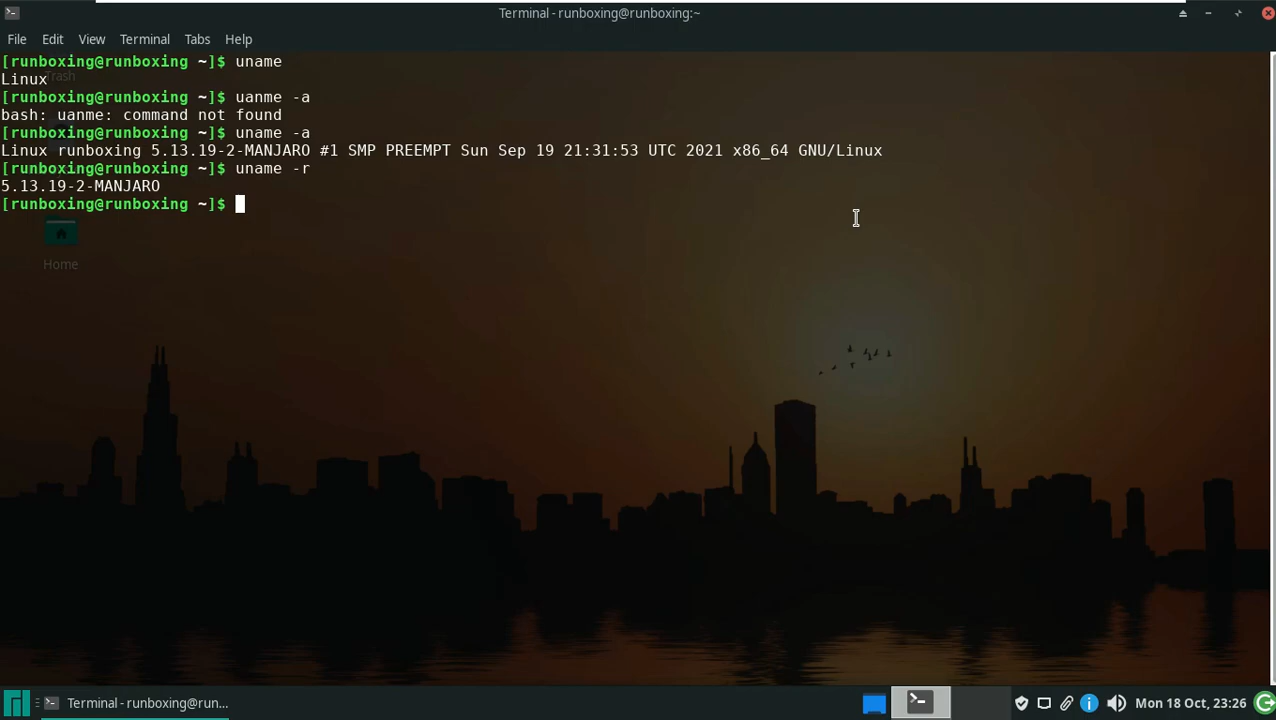 Terminal - runboxing@runboxing:~
File Edit View Terminal Tabs Help
[runboxing@runboxing ~]$ uname
Linux
Trash
[runboxing@runboxing ~]$ uanme -a
bash: uanme: command not found
[runboxing@runboxing ~]$ uname -a
Linux runboxing 5.13.19-2-MANJARO #1 SMP PREEMPT Sun Sep 19 21:31:53 UTC 2021 x86_64 GNU/Linux
[runboxing@runboxing ~]$ uname -r
5.13.19-2-MANJARO
[runboxing@runboxing ~]$
Home
Terminal - runboxing@run...
Mon 18 Oct, 23:26